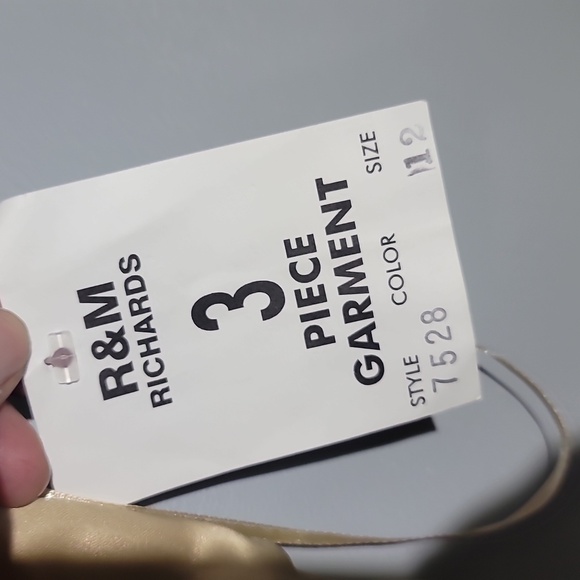 R&M
RICHARDS
3
PIECE
GARMENT
STYLE COLOR SIZE
7528 12